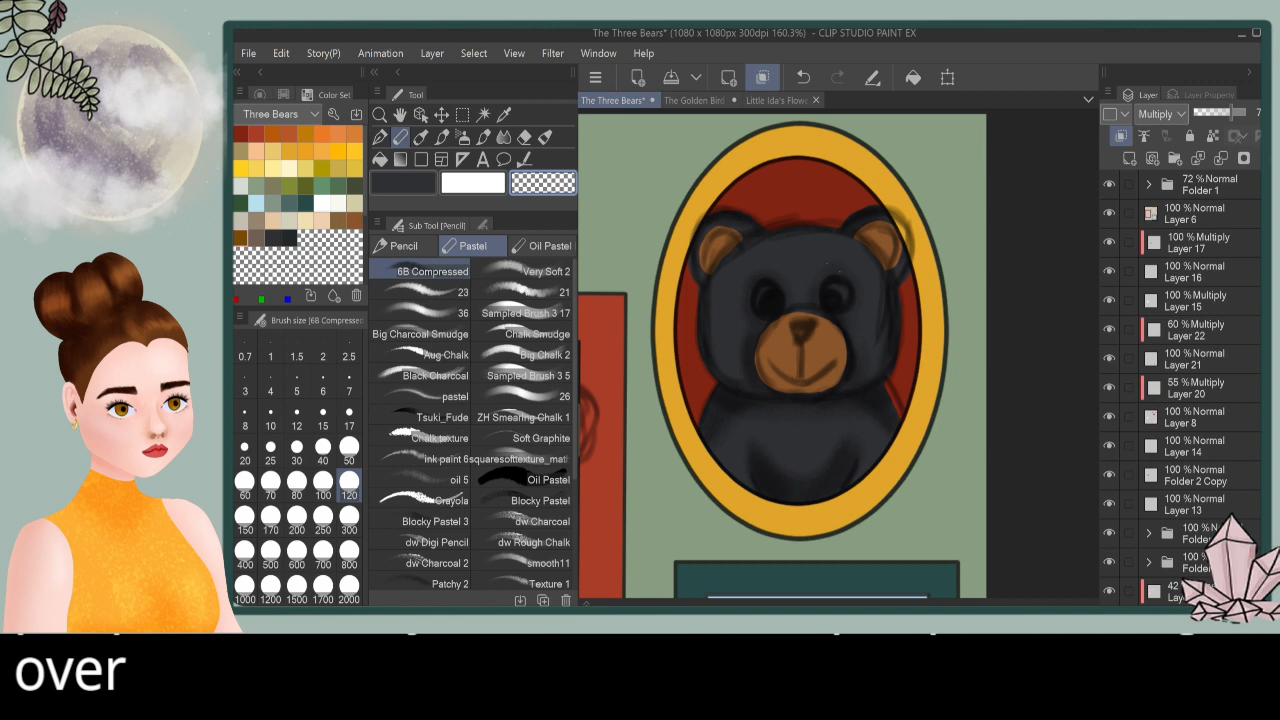 The Three Bears* (1080 x 1080px 300dpi 160.3%) - CLIP STUDIO PAINT EX
File Edit Story(P) Animation Layer Select View Filter Window Help
Color Set
Tool
The Three Bears*
The Golden Bird
Little Ida's Flowe
Layer
Layer Property
Three Bears
Multiply
7
Sub Tool [Pencil]
Pencil Pastel Oil Pastel
6B Compressed Very Soft 2
23 21
36 Sampled Brush 3 17
Big Charcoal Smudge Chalk Smudge
Aug Chalk Big Chalk 2
Black Charcoal Sampled Brush 3 5
pastel 26
Tsuki_Fude ZH Smearing Chalk 1
Chalk texture Soft Graphite
ink paint 6 squaresofttexture_mat
oil 5 Oil Pastel
Crayola Blocky Pastel
Blocky Pastel 3 dw Charcoal
dw Digi Pencil dw Rough Chalk
dw Charcoal 2 smooth11
Patchy 2 Texture 1
Brush size [6B Compresse
0.7 1 1.5 2 2.5
3 4 5 6 7
8 10 12 15 17
20 25 30 40 50
60 70 80 100 120
150 170 200 250 300
400 500 600 700 800
1000 1200 1500 1700 2000
72 % Normal
Folder 1
100 % Normal
Layer 6
100 % Multiply
Layer 17
100 % Normal
Layer 16
100 % Multiply
Layer 15
60 % Multiply
Layer 22
100 % Normal
Layer 21
55 % Multiply
Layer 20
100 % Normal
Layer 8
100 % Normal
Layer 14
100 % Normal
Folder 2 Copy
100 % Normal
Layer 13
100 % N
Folde
100 %
Folde
42
Lay
over